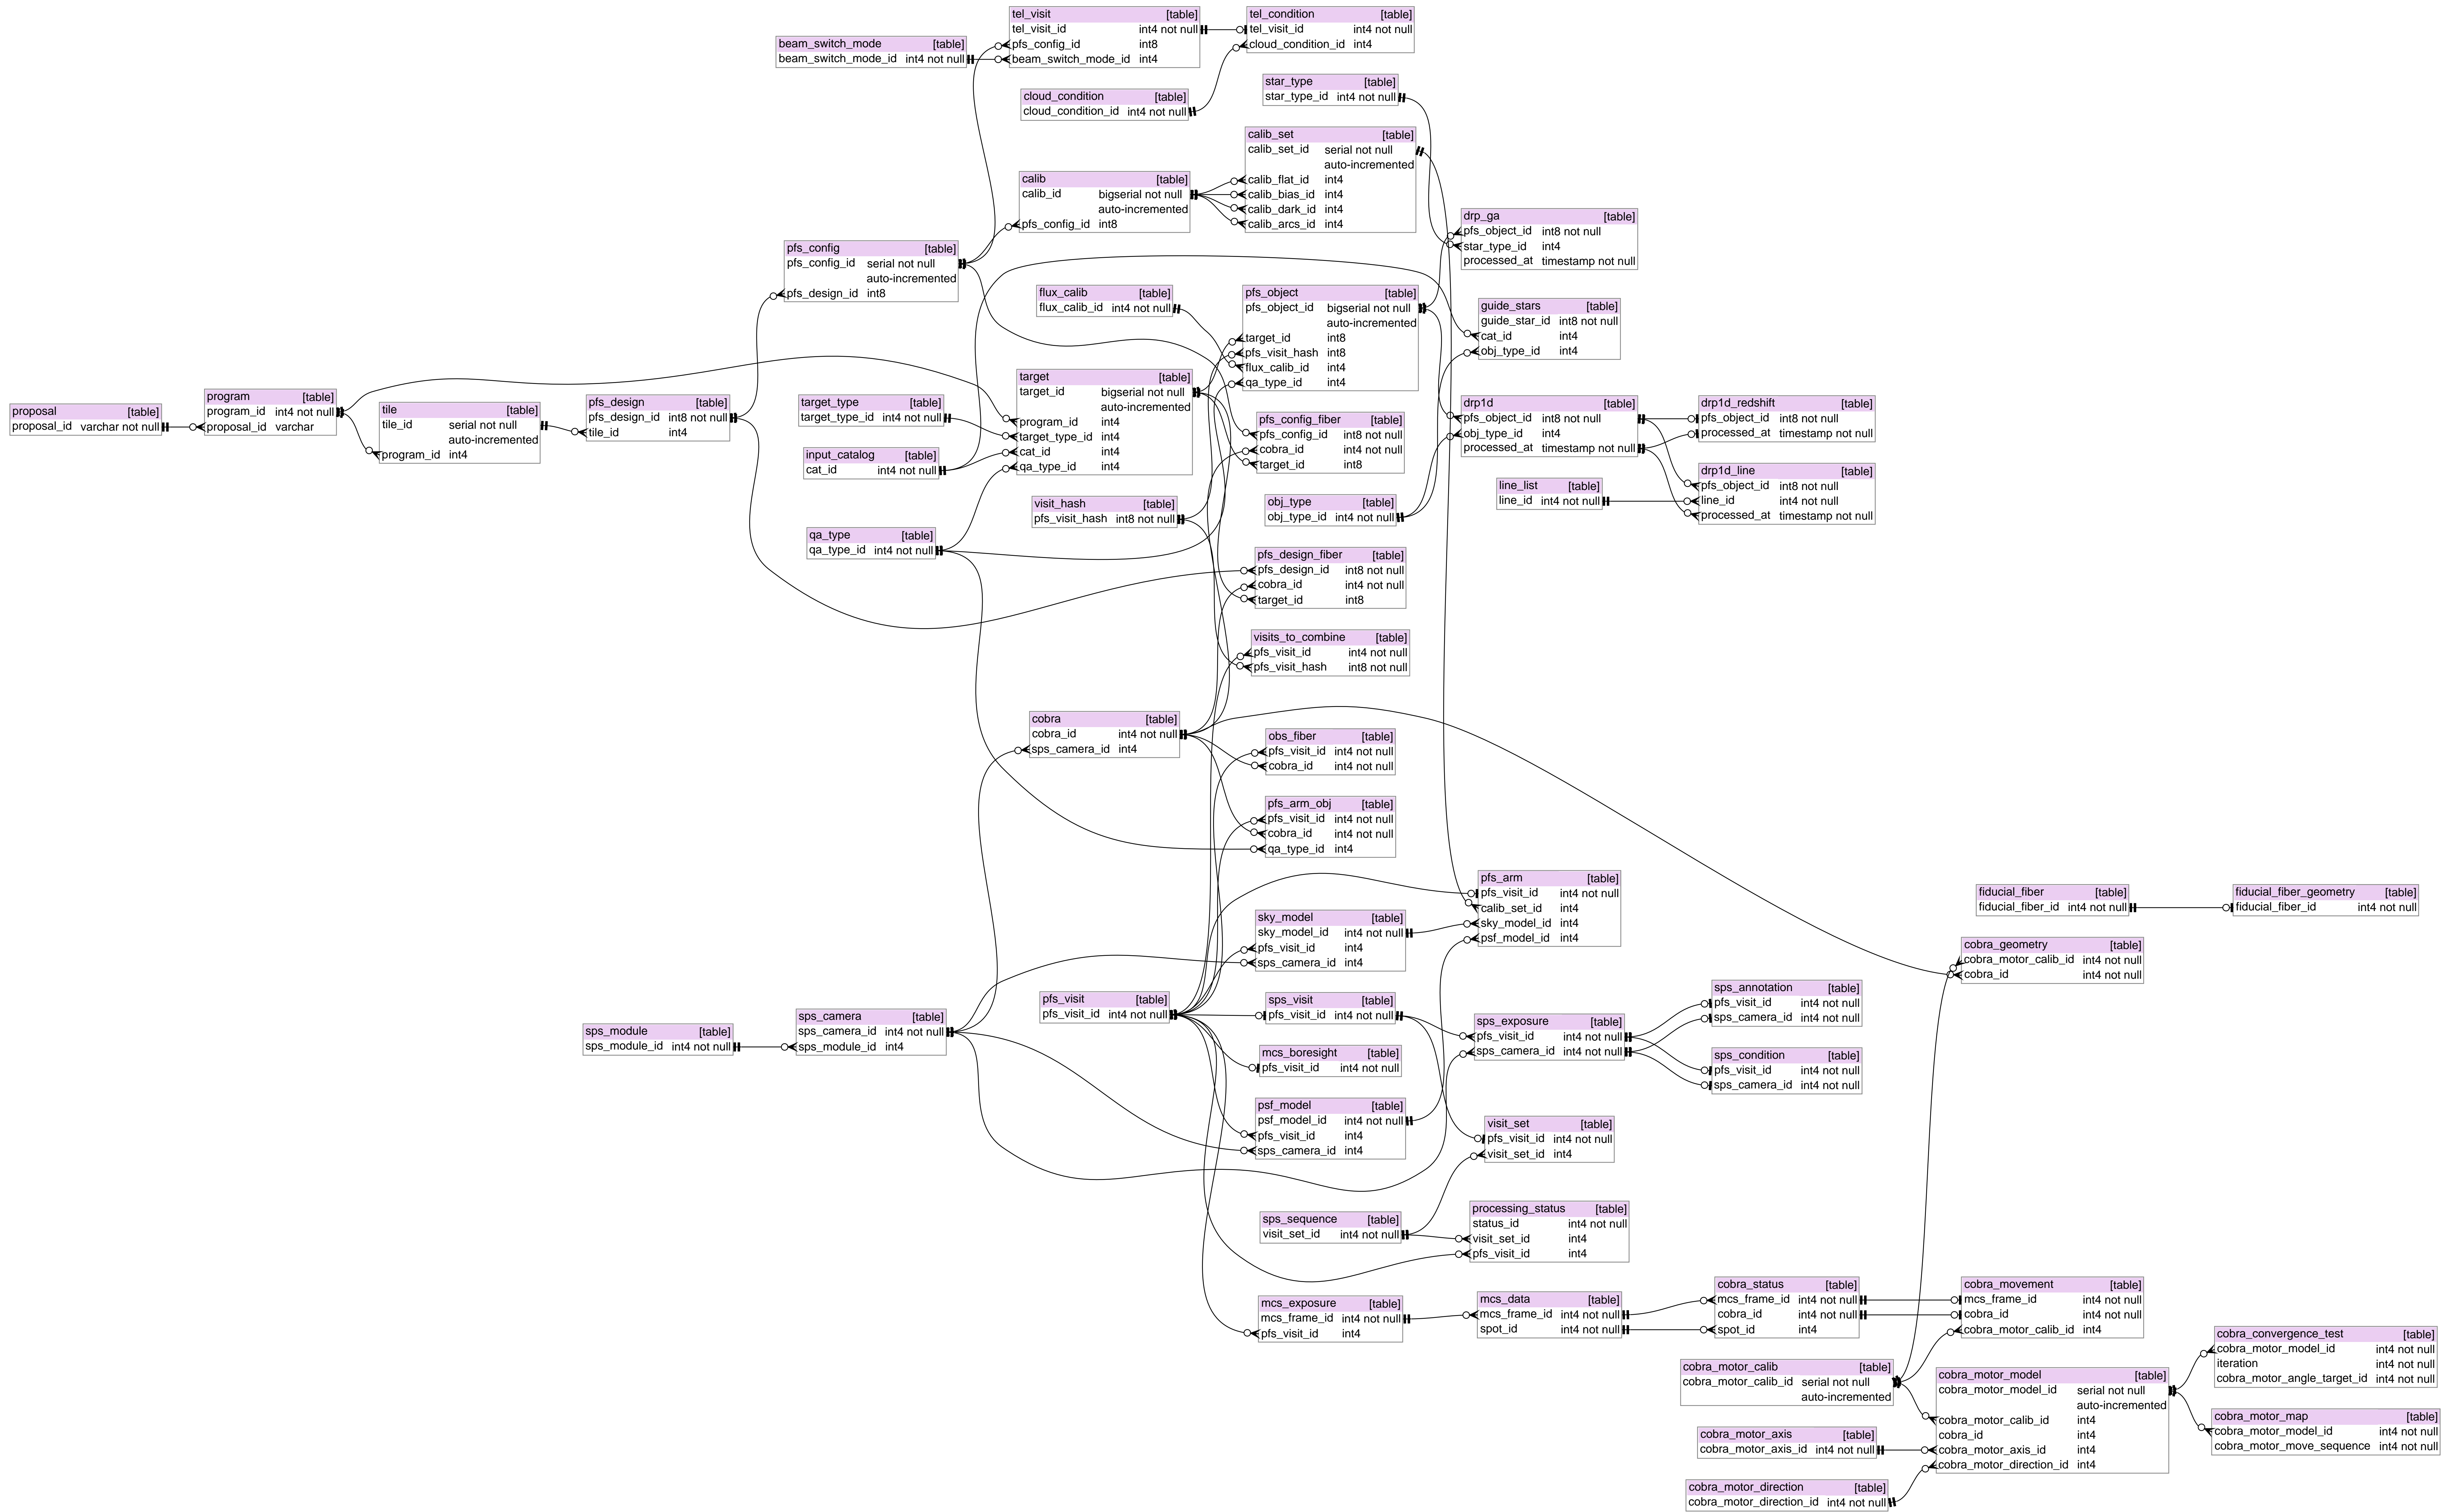 tel_visit [table]
tel_visit_id int4 not null
pfs_config_id int8
beam_switch_mode_id int4
tel_condition [table]
tel_visit_id int4 not null
cloud_condition_id int4
beam_switch_mode [table]
beam_switch_mode_id int4 not null
cloud_condition [table]
cloud_condition_id int4 not null
star_type [table]
star_type_id int4 not null
calib_set [table]
calib_set_id serial not null
auto-incremented
calib_flat_id int4
calib_bias_id int4
calib_dark_id int4
calib_arcs_id int4
calib [table]
calib_id bigserial not null
auto-incremented
pfs_config_id int8
drp_ga [table]
pfs_object_id int8 not null
star_type_id int4
processed_at timestamp not null
pfs_config [table]
pfs_config_id serial not null
auto-incremented
pfs_design_id int8
flux_calib [table]
flux_calib_id int4 not null
pfs_object [table]
pfs_object_id bigserial not null
auto-incremented
target_id int8
pfs_visit_hash int8
flux_calib_id int4
qa_type_id int4
guide_stars [table]
guide_star_id int8 not null
cat_id int4
obj_type_id int4
proposal [table]
proposal_id varchar not null
program [table]
program_id int4 not null
proposal_id varchar
tile [table]
tile_id serial not null
auto-incremented
program_id int4
pfs_design [table]
pfs_design_id int8 not null
tile_id int4
target_type [table]
target_type_id int4 not null
input_catalog [table]
cat_id int4 not null
target [table]
target_id bigserial not null
auto-incremented
program_id int4
target_type_id int4
cat_id int4
qa_type_id int4
pfs_config_fiber [table]
pfs_config_id int8 not null
cobra_id int4 not null
target_id int8
drp1d [table]
pfs_object_id int8 not null
obj_type_id int4
processed_at timestamp not null
drp1d_redshift [table]
pfs_object_id int8 not null
processed_at timestamp not null
drp1d_line [table]
pfs_object_id int8 not null
line_id int4 not null
processed_at timestamp not null
line_list [table]
line_id int4 not null
visit_hash [table]
pfs_visit_hash int8 not null
obj_type [table]
obj_type_id int4 not null
qa_type [table]
qa_type_id int4 not null
pfs_design_fiber [table]
pfs_design_id int8 not null
cobra_id int4 not null
target_id int8
visits_to_combine [table]
pfs_visit_id int4 not null
pfs_visit_hash int8 not null
cobra [table]
cobra_id int4 not null
sps_camera_id int4
obs_fiber [table]
pfs_visit_id int4 not null
cobra_id int4 not null
pfs_arm_obj [table]
pfs_visit_id int4 not null
cobra_id int4 not null
qa_type_id int4
pfs_arm [table]
pfs_visit_id int4 not null
calib_set_id int4
sky_model_id int4
psf_model_id int4
fiducial_fiber [table]
fiducial_fiber_id int4 not null
fiducial_fiber_geometry [table]
fiducial_fiber_id int4 not null
sky_model [table]
sky_model_id int4 not null
pfs_visit_id int4
sps_camera_id int4
cobra_geometry [table]
cobra_motor_calib_id int4 not null
cobra_id int4 not null
sps_module [table]
sps_module_id int4 not null
sps_camera [table]
sps_camera_id int4 not null
sps_module_id int4
pfs_visit [table]
pfs_visit_id int4 not null
sps_visit [table]
pfs_visit_id int4 not null
sps_exposure [table]
pfs_visit_id int4 not null
sps_camera_id int4 not null
sps_annotation [table]
pfs_visit_id int4 not null
sps_camera_id int4 not null
sps_condition [table]
pfs_visit_id int4 not null
sps_camera_id int4 not null
mcs_boresight [table]
pfs_visit_id int4 not null
psf_model [table]
psf_model_id int4 not null
pfs_visit_id int4
sps_camera_id int4
visit_set [table]
pfs_visit_id int4 not null
visit_set_id int4
sps_sequence [table]
visit_set_id int4 not null
processing_status [table]
status_id int4 not null
visit_set_id int4
pfs_visit_id int4
mcs_exposure [table]
mcs_frame_id int4 not null
pfs_visit_id int4
mcs_data [table]
mcs_frame_id int4 not null
spot_id int4 not null
cobra_status [table]
mcs_frame_id int4 not null
cobra_id int4 not null
spot_id int4
cobra_movement [table]
mcs_frame_id int4 not null
cobra_id int4 not null
cobra_motor_calib_id int4
cobra_motor_calib [table]
cobra_motor_calib_id serial not null
auto-incremented
cobra_motor_axis [table]
cobra_motor_axis_id int4 not null
cobra_motor_direction [table]
cobra_motor_direction_id int4 not null
cobra_motor_model [table]
cobra_motor_model_id serial not null
auto-incremented
cobra_motor_calib_id int4
cobra_id int4
cobra_motor_axis_id int4
cobra_motor_direction_id int4
cobra_convergence_test [table]
cobra_motor_model_id int4 not null
iteration int4 not null
cobra_motor_angle_target_id int4 not null
cobra_motor_map [table]
cobra_motor_model_id int4 not null
cobra_motor_move_sequence int4 not null